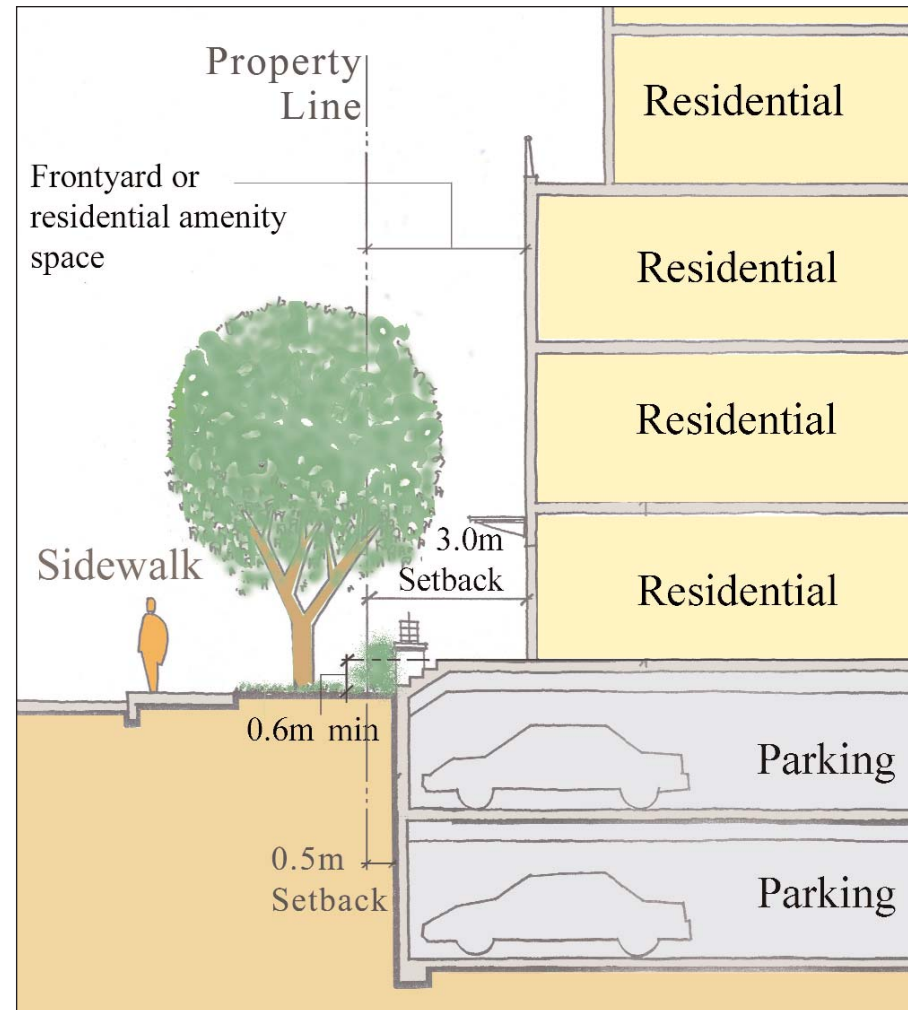 Property
Line
Residential
Frontyard or
residential amenity
space
Residential
Residential
3.0m
Setback
Sidewalk
Residential
0.6m min
Parking
0.5m
Setback
Parking